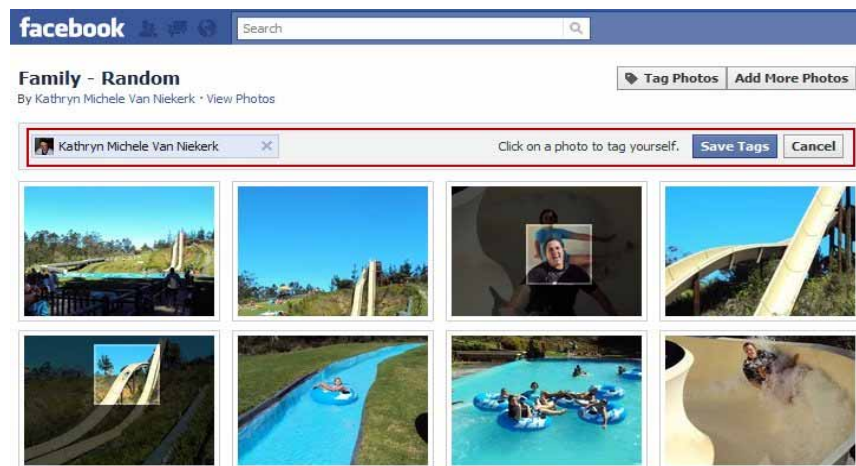 facebook
Search
Family - Random
Tag Photos Add More Photos
By Kathryn Michele Van Niekerk · View Photos
Kathryn Michele Van Niekerk
Click on a photo to tag yourself. Save Tags Cancel